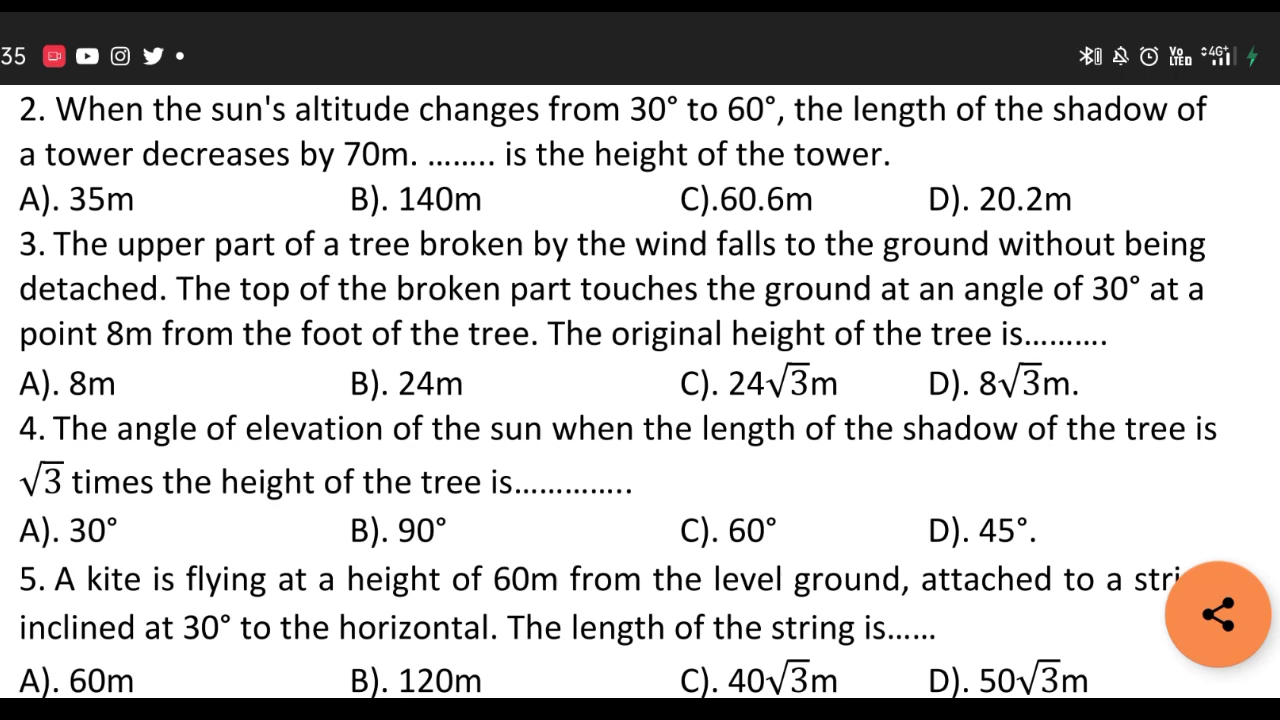 35
Vo LTED 4G+
2. When the sun's altitude changes from 30° to 60°, the length of the shadow of
a tower decreases by 70m. ........ is the height of the tower.
A). 35m B). 140m C).60.6m D). 20.2m
3. The upper part of a tree broken by the wind falls to the ground without being
detached. The top of the broken part touches the ground at an angle of 30° at a
point 8m from the foot of the tree. The original height of the tree is..........
A). 8m B). 24m C). 24√3m D). 8√3m.
4. The angle of elevation of the sun when the length of the shadow of the tree is
√3 times the height of the tree is..............
A). 30° B). 90° C). 60° D). 45°.
5. A kite is flying at a height of 60m from the level ground, attached to a stri
inclined at 30° to the horizontal. The length of the string is......
A). 60m B). 120m C). 40√3m D). 50√3m